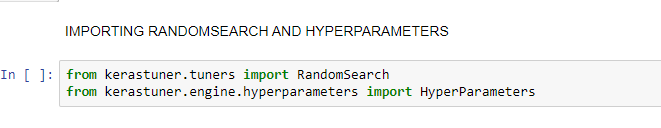 IMPORTING RANDOMSEARCH AND HYPERPARAMETERS
In [ ]: from kerastuner.tuners import RandomSearch
from kerastuner.engine.hyperparameters import HyperParameters